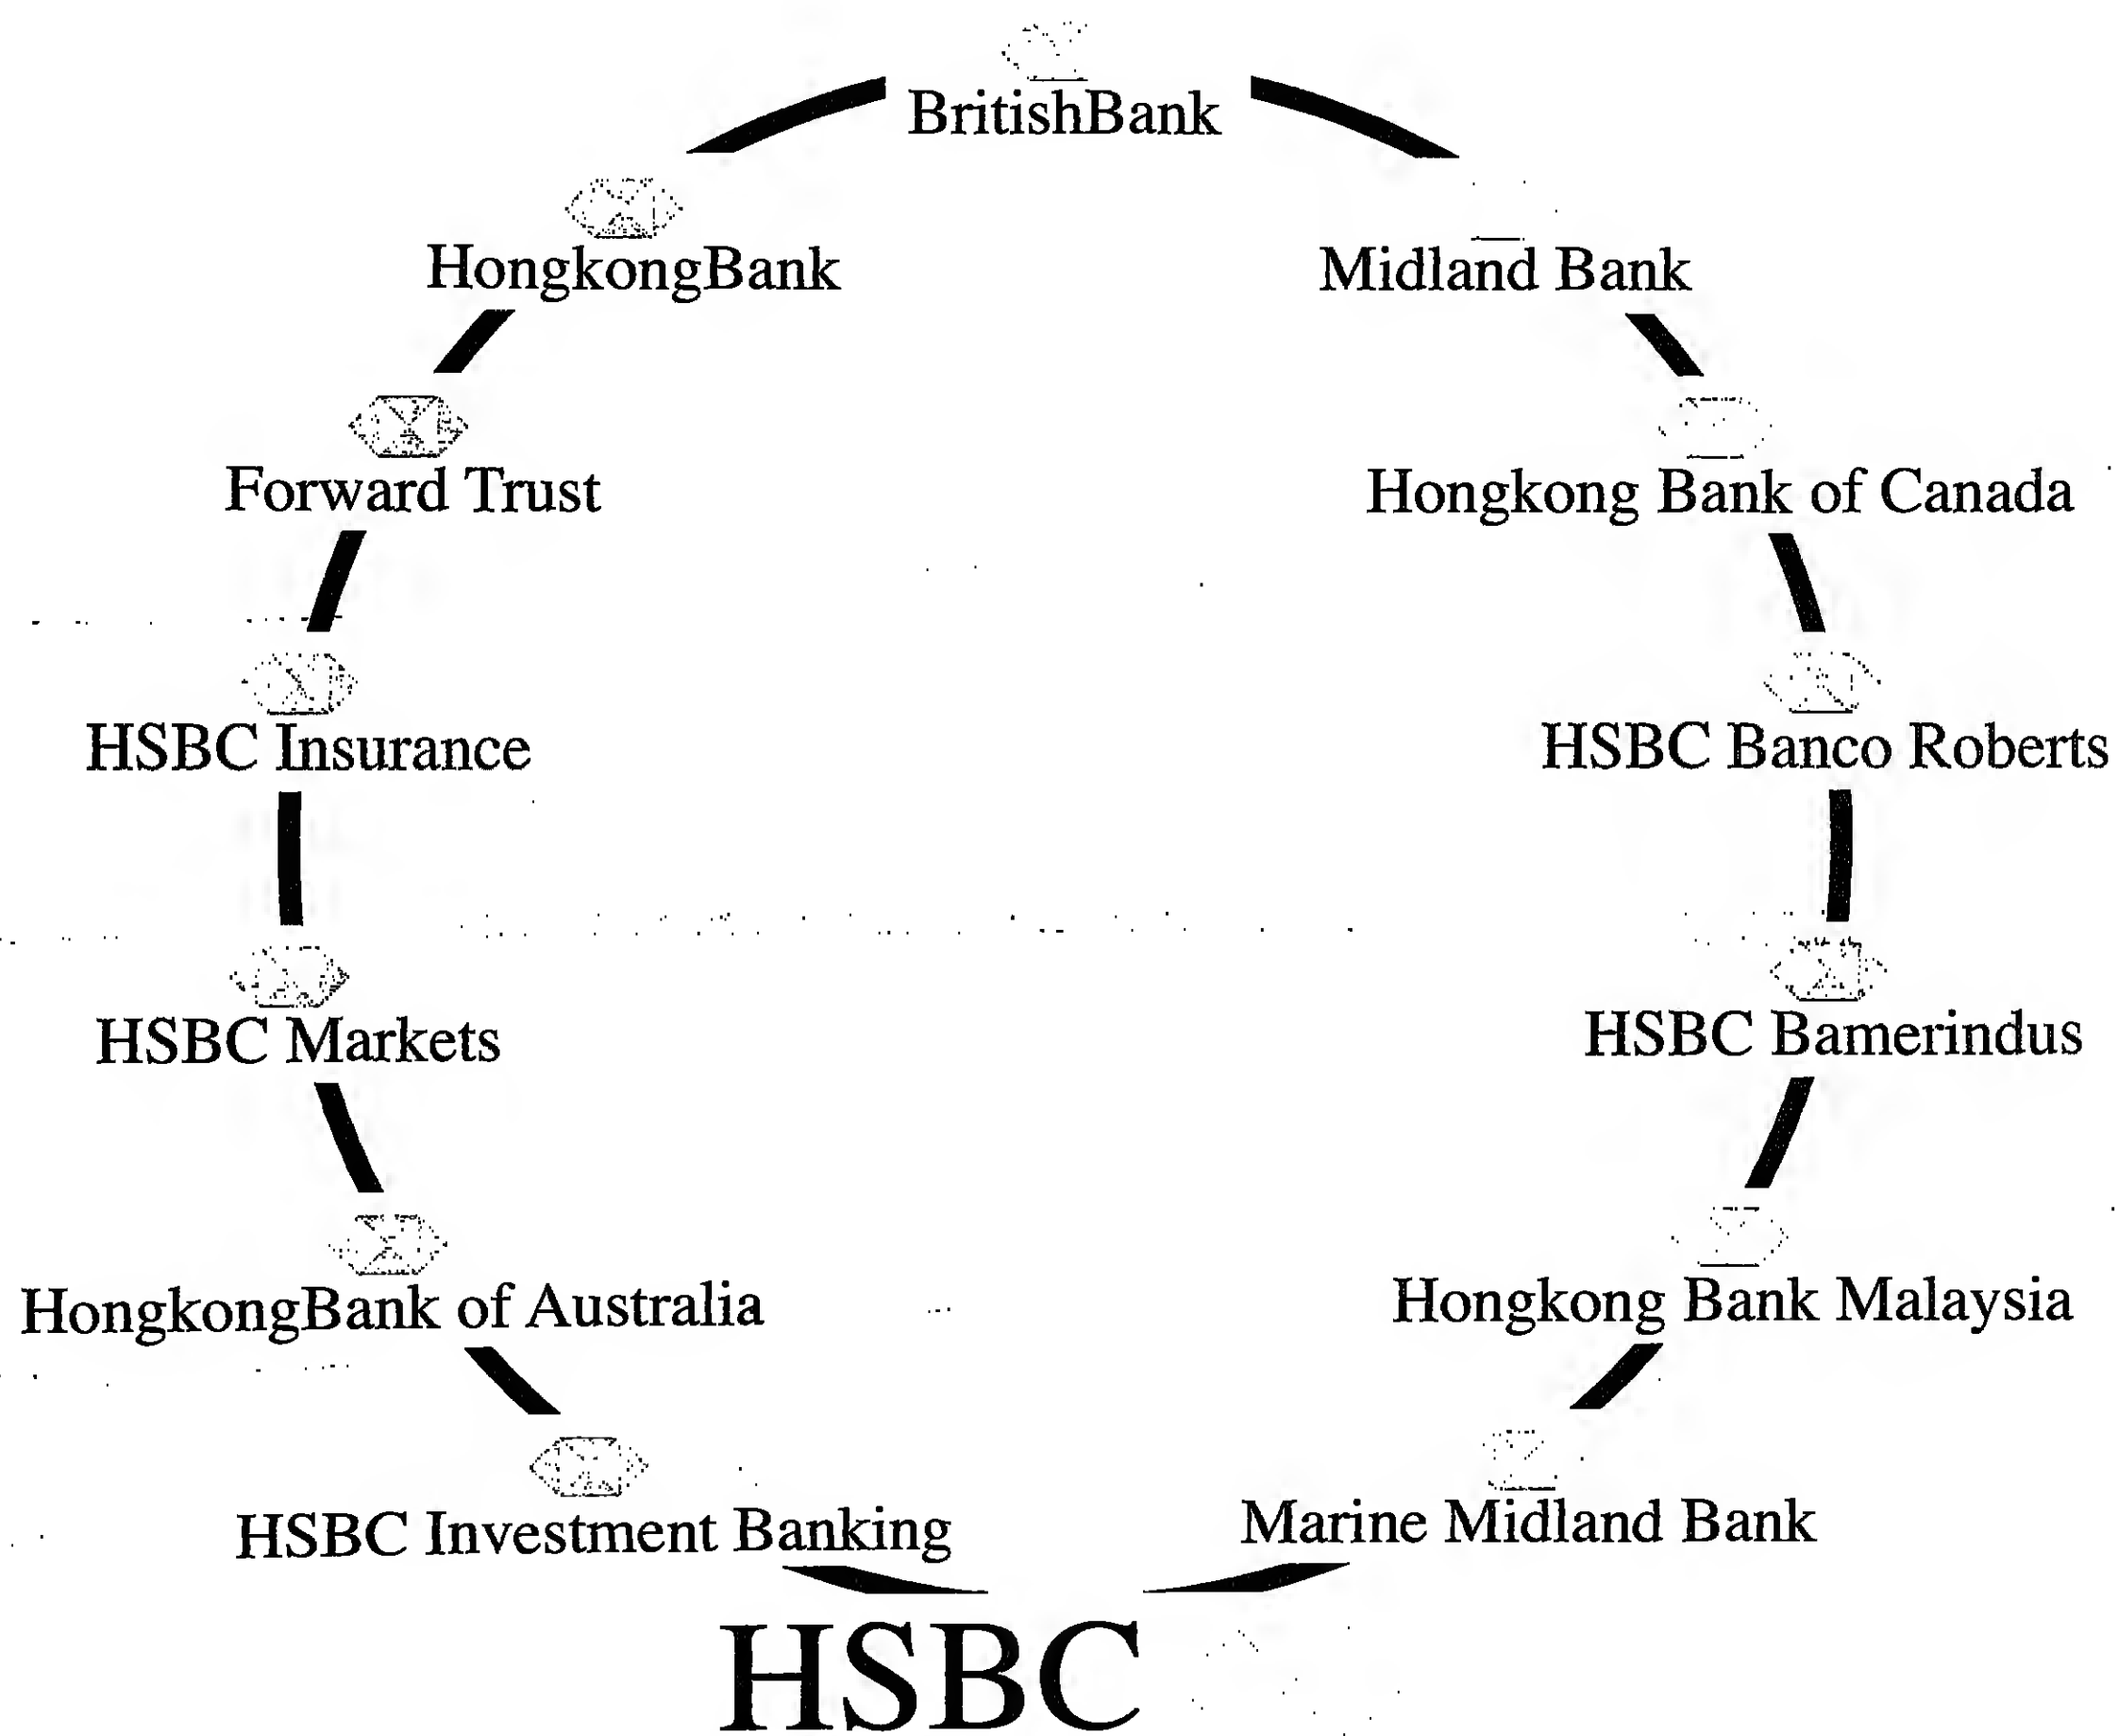 BritishBank
HongkongBank
Midland Bank
Forward Trust
Hongkong Bank of Canada
HSBC Insurance
HSBC Banco Roberts
HSBC Markets
HSBC Bamerindus
HongkongBank of Australia
Hongkong Bank Malaysia
HSBC Investment Banking
Marine Midland Bank
HSBC